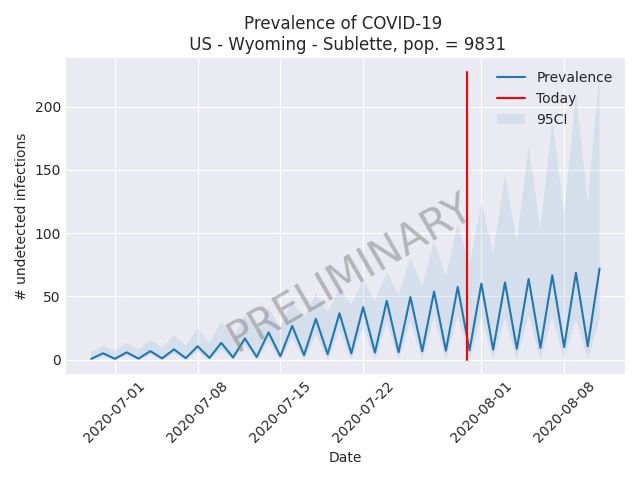 Prevalence of COVID-19
US - Wyoming - Sublette, pop. = 9831
# undetected infections
200
150
100
50
0
Prevalence
Today
95CI
PRELIMINARY
2020-07-01
2020-07-08
2020-07-15
2020-07-22
2020-08-01
2020-08-08
Date